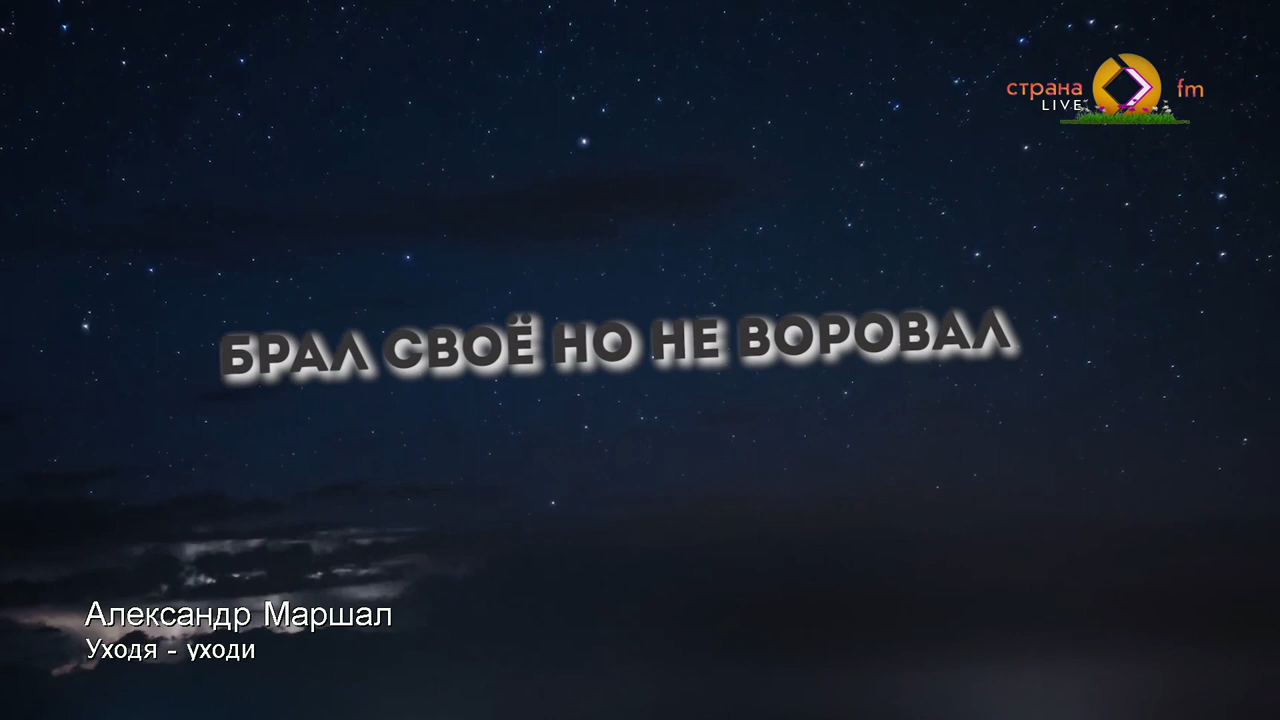 страна fm
LIVE
БРАЛ СВОЁ НО НЕ ВОРОВАЛ
Александр Маршал
Уходя - уходи